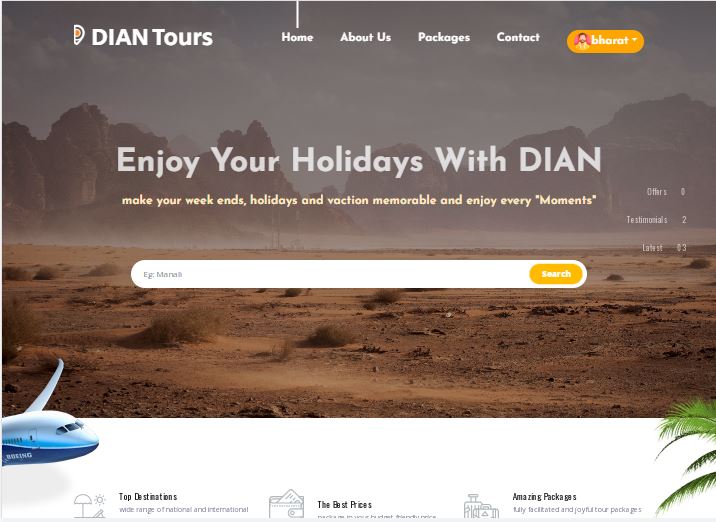 DIAN Tours
Home About Us Packages Contact bharat
Enjoy Your Holidays With DIAN
make your week ends, holidays and vaction memorable and enjoy every "Moments"
Offers 0
Testimonials 2
Latest 03
Eg: Manali Search
BOEING
Top Destinations
wide range of national and international
The Best Prices
package in your budget friendly price
Amazing Packages
fully facilitated and joyful tour packages